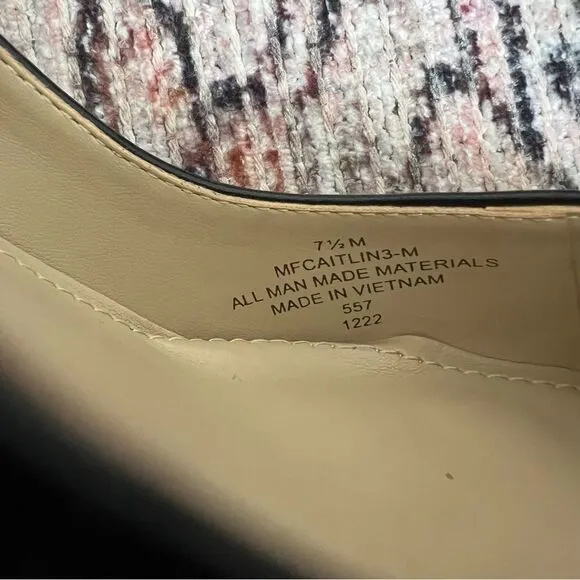 7½ M
MFCAITLIN3-M
ALL MAN MADE MATERIALS
MADE IN VIETNAM
557
1222